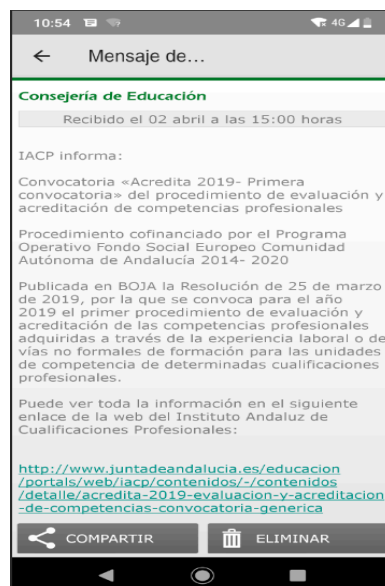 10:54 4G
Mensaje de...
Consejería de Educación
Recibido el 02 abril a las 15:00 horas
IACP informa:
Convocatoria «Acredita 2019- Primera
convocatoria» del procedimiento de evaluación y
acreditación de competencias profesionales
Procedimiento cofinanciado por el Programa
Operativo Fondo Social Europeo Comunidad
Autónoma de Andalucía 2014- 2020
Publicada en BOJA la Resolución de 25 de marzo
de 2019, por la que se convoca para el año
2019 el primer procedimiento de evaluación y
acreditación de las competencias profesionales
adquiridas a través de la experiencia laboral o de
vías no formales de formación para las unidades
de competencia de determinadas cualificaciones
profesionales.
Puede ver toda la información en el siguiente
enlace de la web del Instituto Andaluz de
Cualificaciones Profesionales:
http://www.juntadeandalucia.es/educacion
/portals/web/iacp/contenidos/-/contenidos
/detalle/acredita-2019-evaluacion-y-acreditacion
-de-competencias-convocatoria-generica
COMPARTIR ELIMINAR